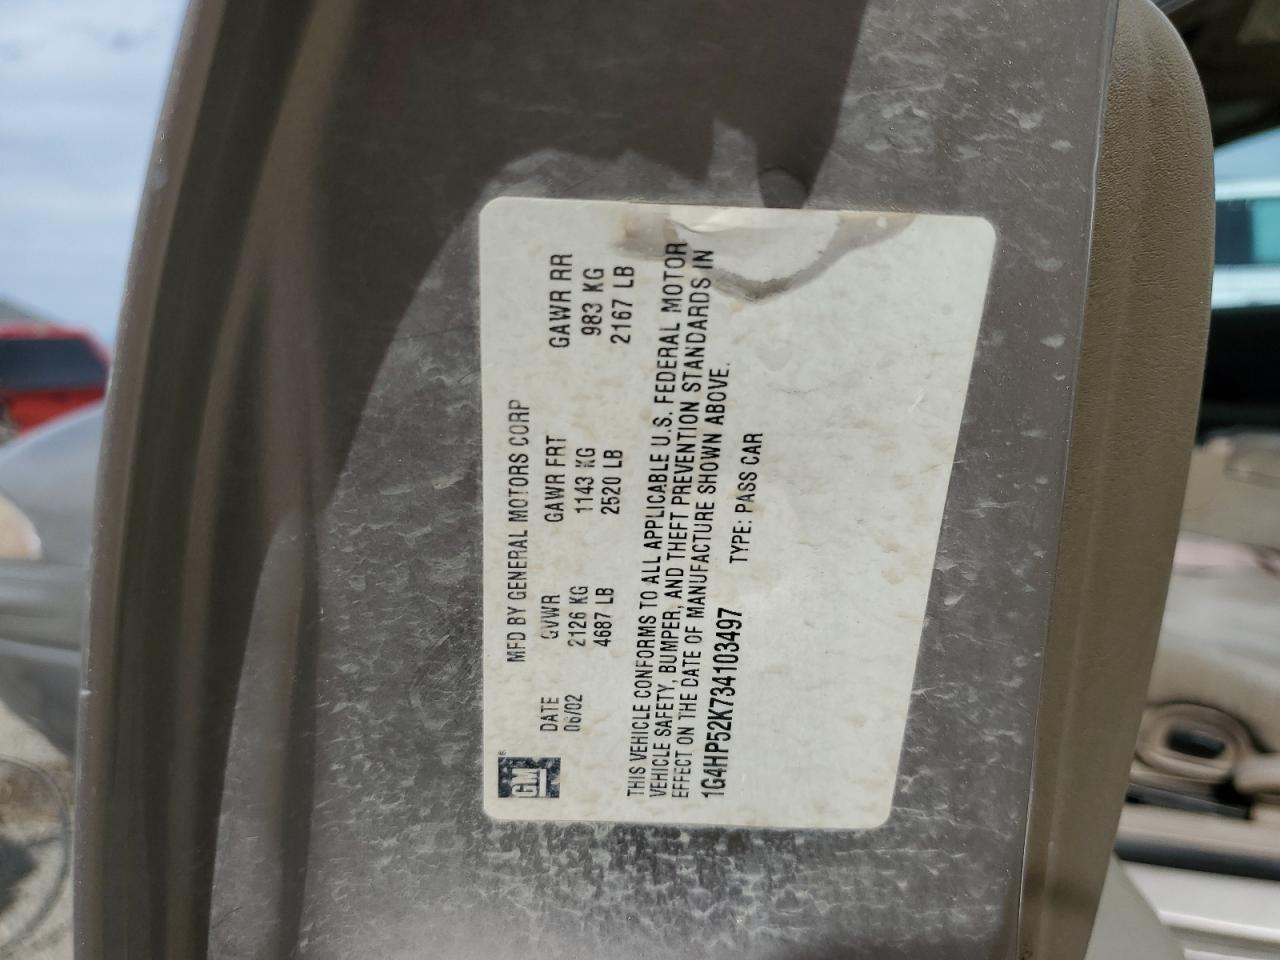 GM
MFD BY GENERAL MOTORS CORP
DATE GVWR GAWR FRT GAWR RR
06/02 2126 KG 1143 KG 983 KG
4687 LB 2520 LB 2167 LB
THIS VEHICLE CONFORMS TO ALL APPLICABLE U.S. FEDERAL MOTOR
VEHICLE SAFETY, BUMPER, AND THEFT PREVENTION STANDARDS IN
EFFECT ON THE DATE OF MANUFACTURE SHOWN ABOVE.
1G4HP52K734103497 TYPE: PASS CAR